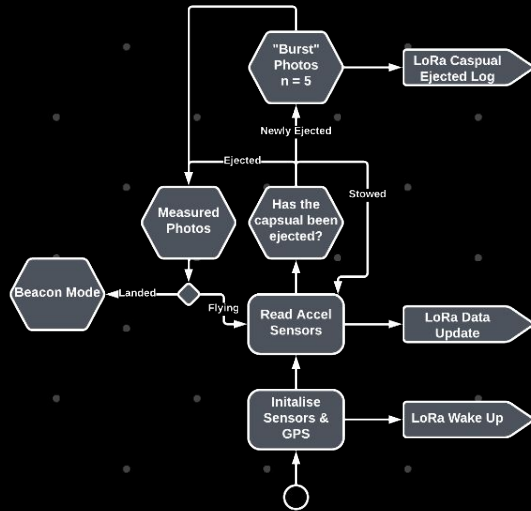 "Burst"
Photos
n = 5
LoRa Caspual
Ejected Log
Newly Ejected
Ejected
Stowed
Measured
Photos
Has the
capsual been
ejected?
Beacon Mode
Landed
Flying
Read Accel
Sensors
LoRa Data
Update
Initalise
Sensors &
GPS
LoRa Wake Up